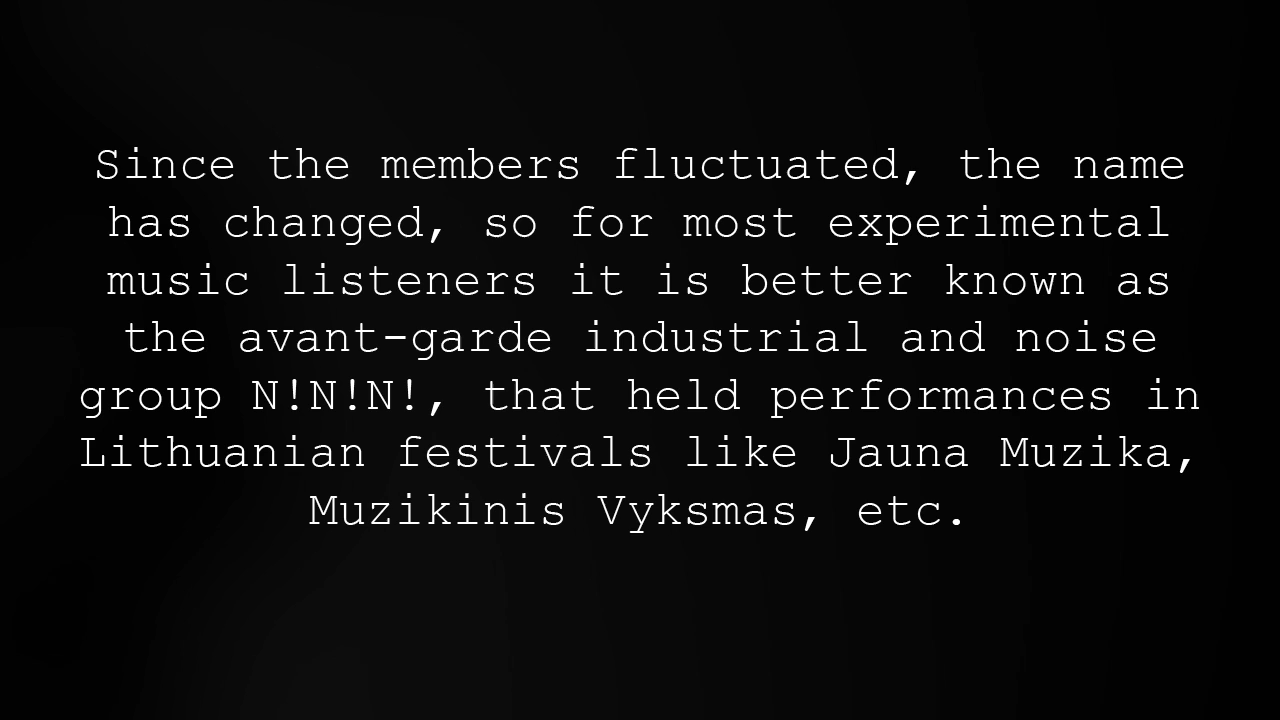 Since the members fluctuated, the name
has changed, so for most experimental
music listeners it is better known as
the avant-garde industrial and noise
group N!N!N!, that held performances in
Lithuanian festivals like Jauna Muzika,
Muzikinis Vyksmas, etc.